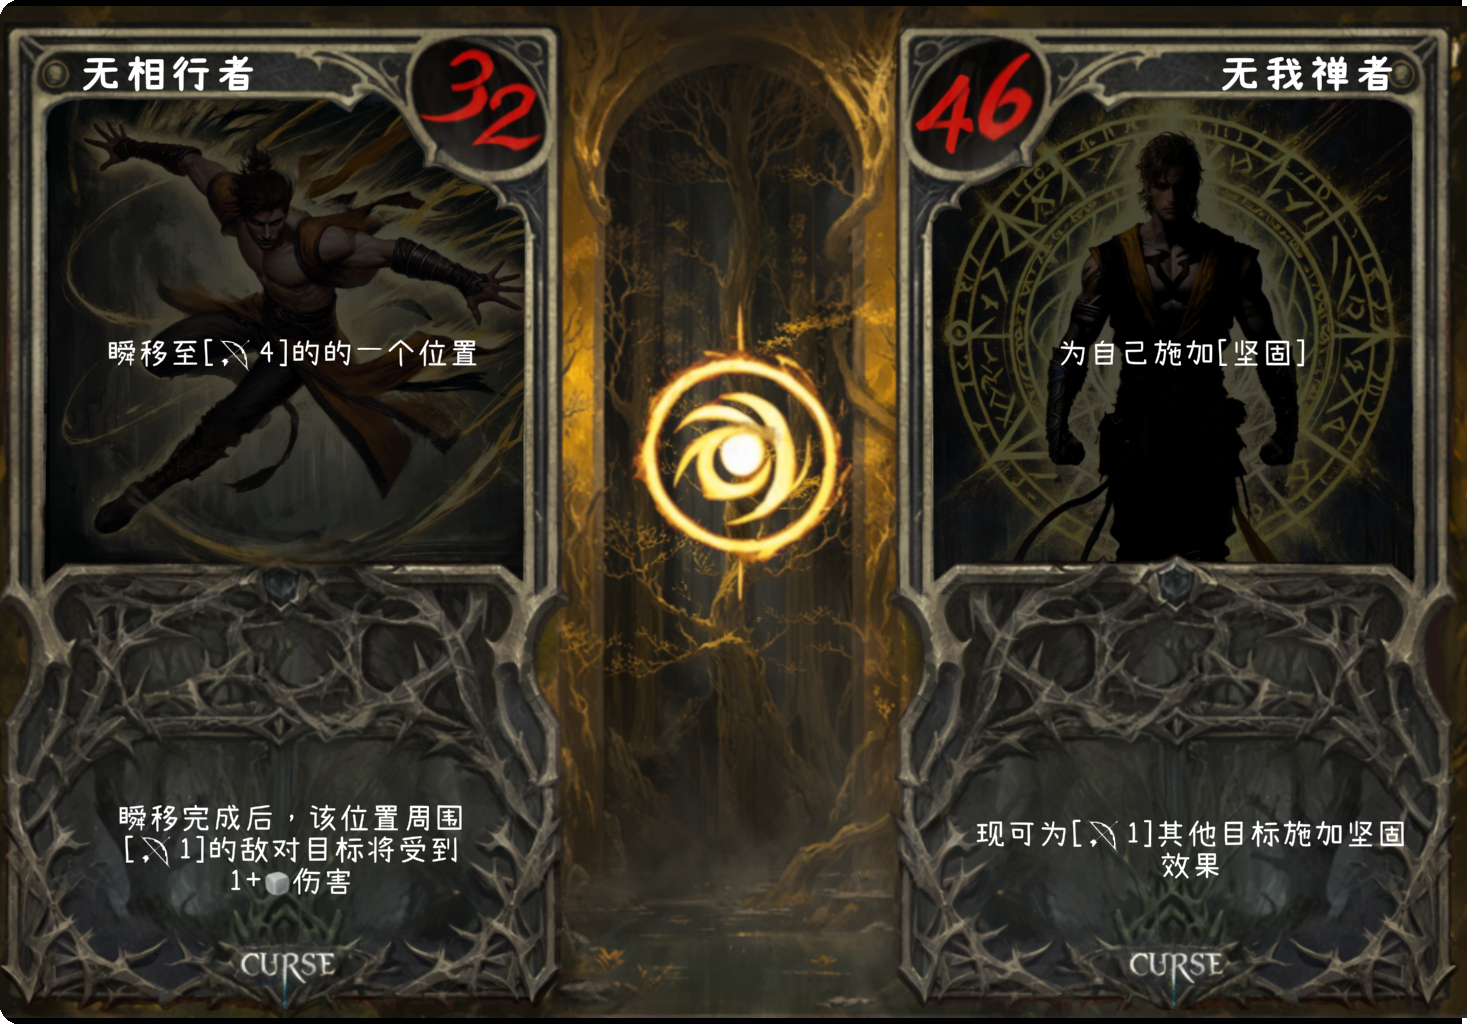 无相行者
32
瞬移至[4]的的一个位置
瞬移完成后，该位置周围
[1]的敌对目标将受到
1+伤害
CURSE
无我禅者
46
为自己施加[坚固]
现可为[1]其他目标施加坚固
效果
CURSE